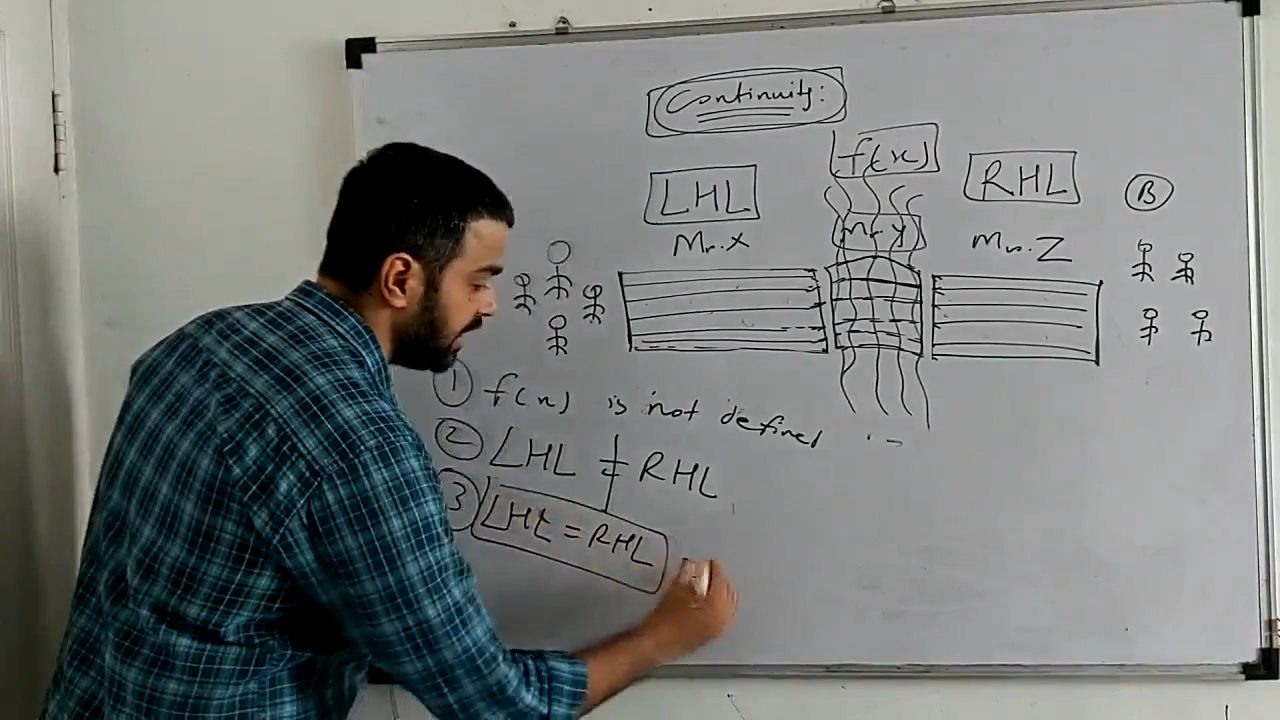 Continuity:
f(x)
LHL RHL B
Mr. X Mr. Y Mr. Z
1 f(x) is not defined
2 LHL ≠ RHL
3 LHL = RHL